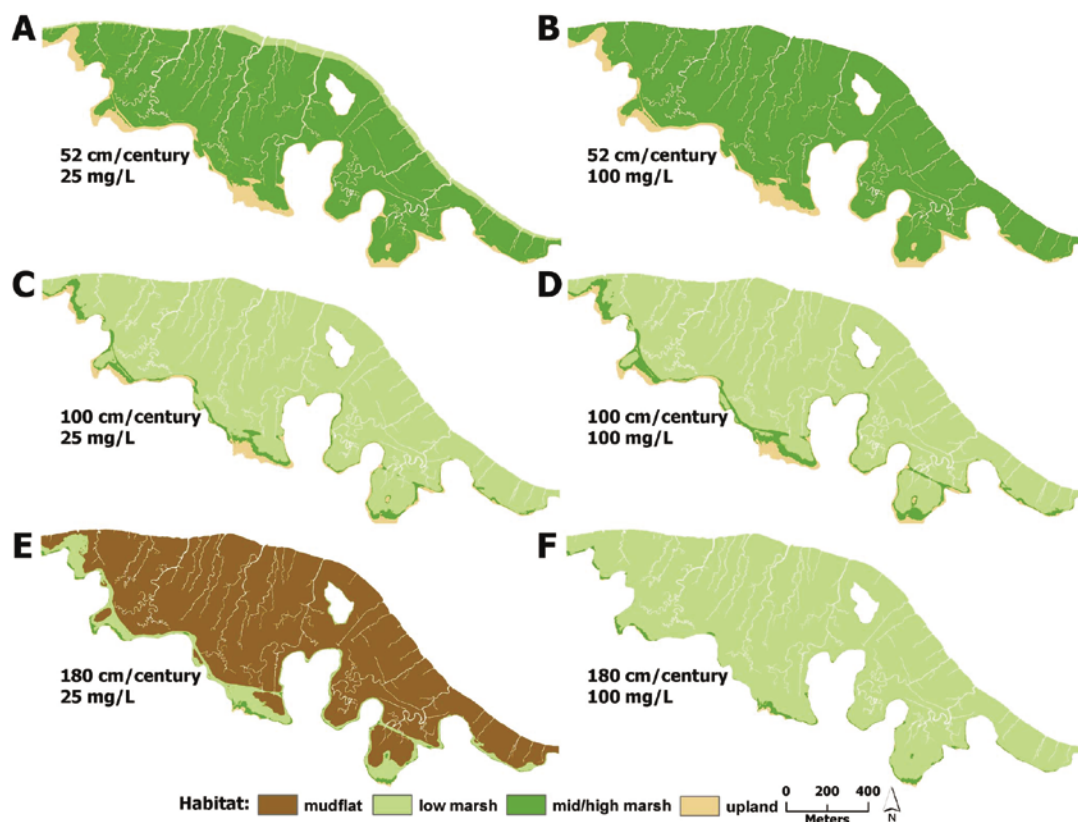 A
52 cm/century
25 mg/L
B
52 cm/century
100 mg/L
C
100 cm/century
25 mg/L
D
100 cm/century
100 mg/L
E
180 cm/century
25 mg/L
F
180 cm/century
100 mg/L
Habitat: mudflat low marsh mid/high marsh upland
0 200 400
Meters
N